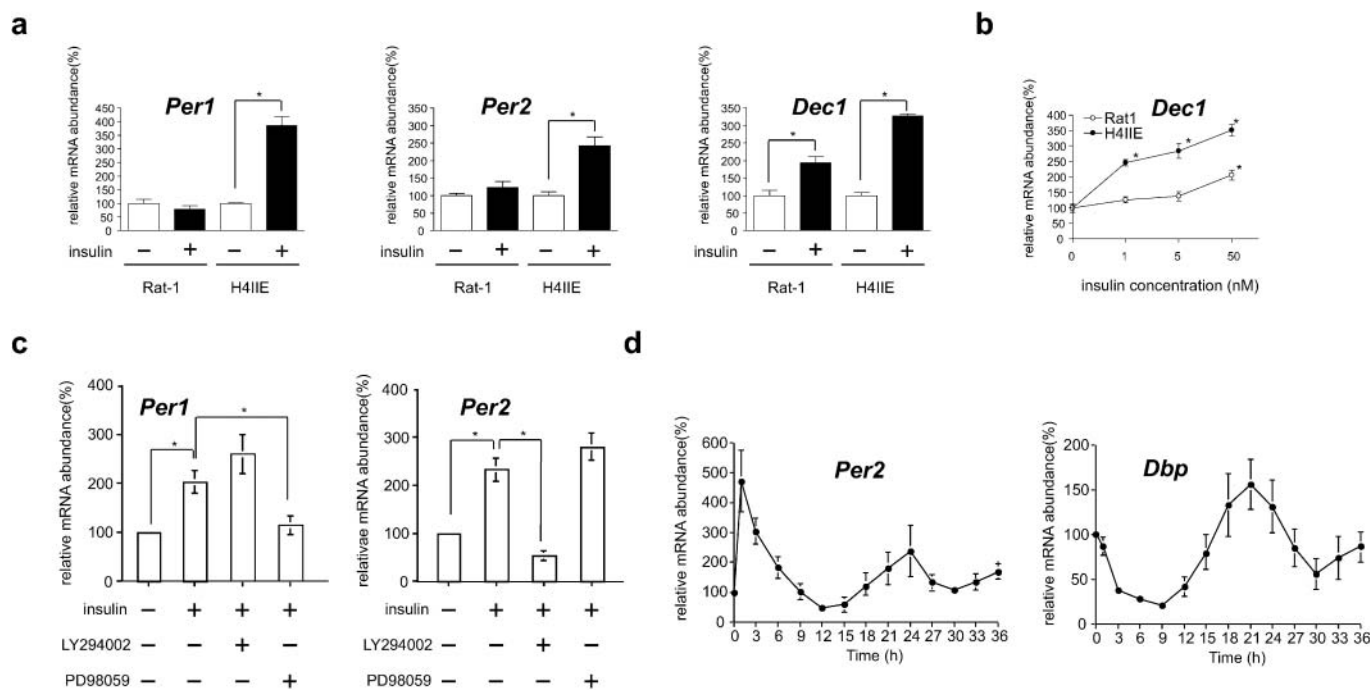 a
relative mRNA abundance(%)
450
400
350
300
250
200
150
100
50
0
Per1
*
− + − +
insulin
Rat-1 H4IIE
relative mRNA abundance(%)
350
300
250
200
150
100
50
0
Per2
*
− + − +
insulin
Rat-1 H4IIE
relative mRNA abundance(%)
350
300
250
200
150
100
50
0
Dec1
* *
− + − +
insulin
Rat-1 H4IIE
b
relative mRNA abundance(%)
400
350
300
250
200
150
100
50
0
Dec1
Rat1
H4IIE
* * *
*
0 1 5 50
insulin concentration (nM)
c
relative mRNA abundance(%)
400
300
200
100
0
Per1
* *
insulin − + + +
LY294002 − − + −
PD98059 − − − +
relativae mRNA abundance(%)
400
300
200
100
0
Per2
* *
insulin − + + +
LY294002 − − + −
PD98059 − − − +
d
relative mRNA abundance(%)
600
500
400
300
200
100
0
Per2
0 3 6 9 12 15 18 21 24 27 30 33 36
Time (h)
relative mRNA abundance(%)
200
150
100
50
0
Dbp
0 3 6 9 12 15 18 21 24 27 30 33 36
Time (h)